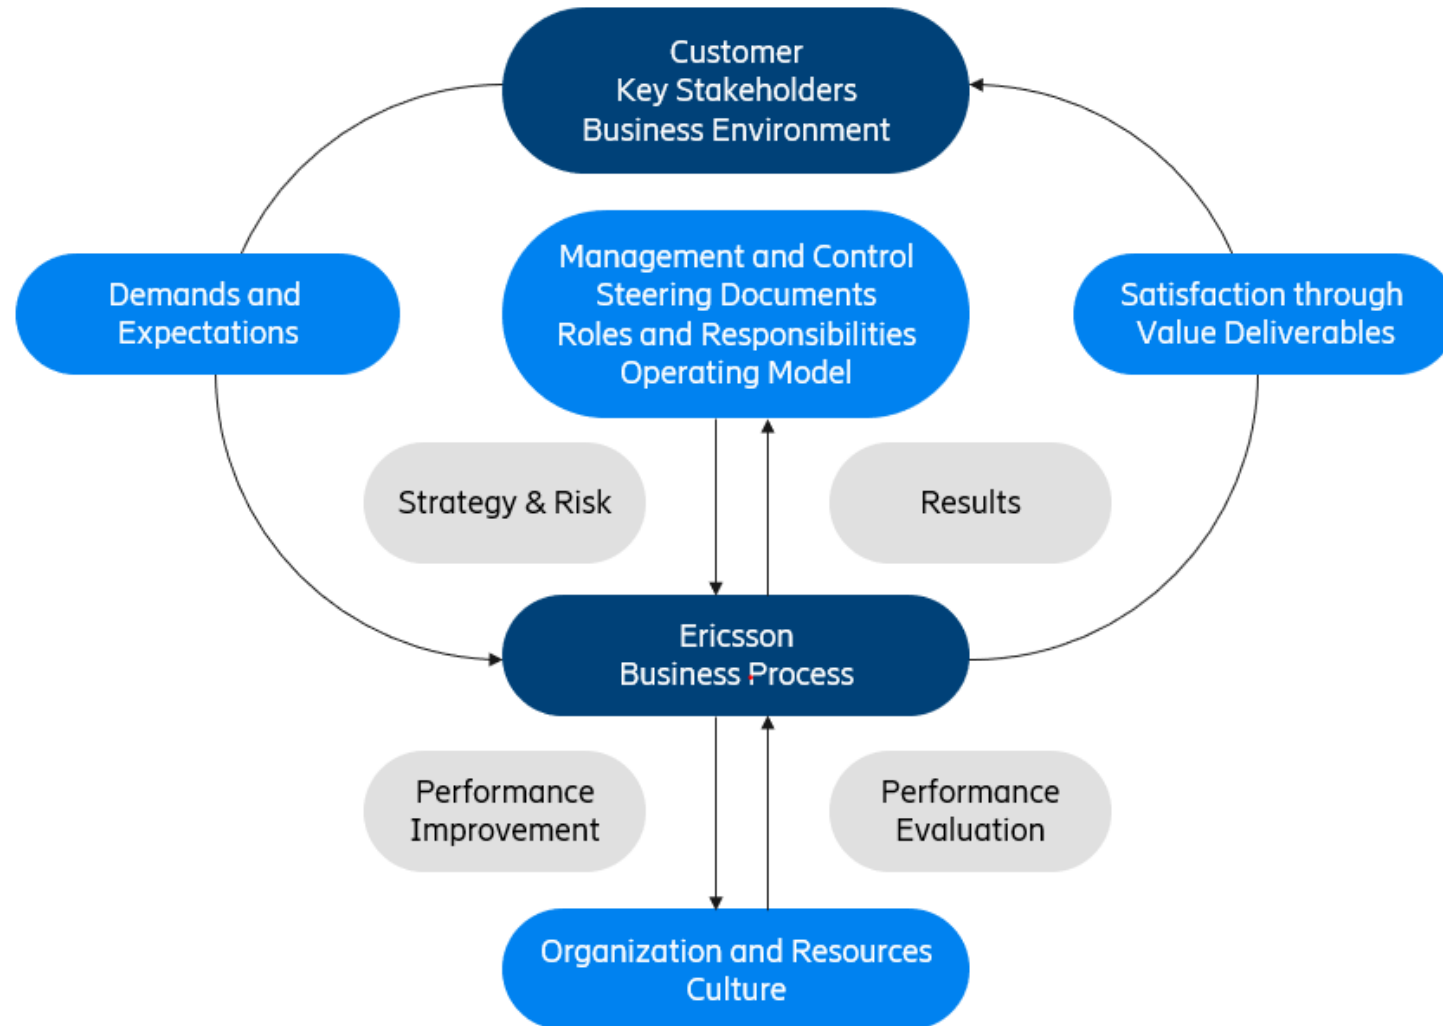 Customer
Key Stakeholders
Business Environment
Management and Control
Steering Documents
Roles and Responsibilities
Operating Model
Demands and
Expectations
Satisfaction through
Value Deliverables
Strategy & Risk
Results
Ericsson
Business Process
Performance
Improvement
Performance
Evaluation
Organization and Resources
Culture